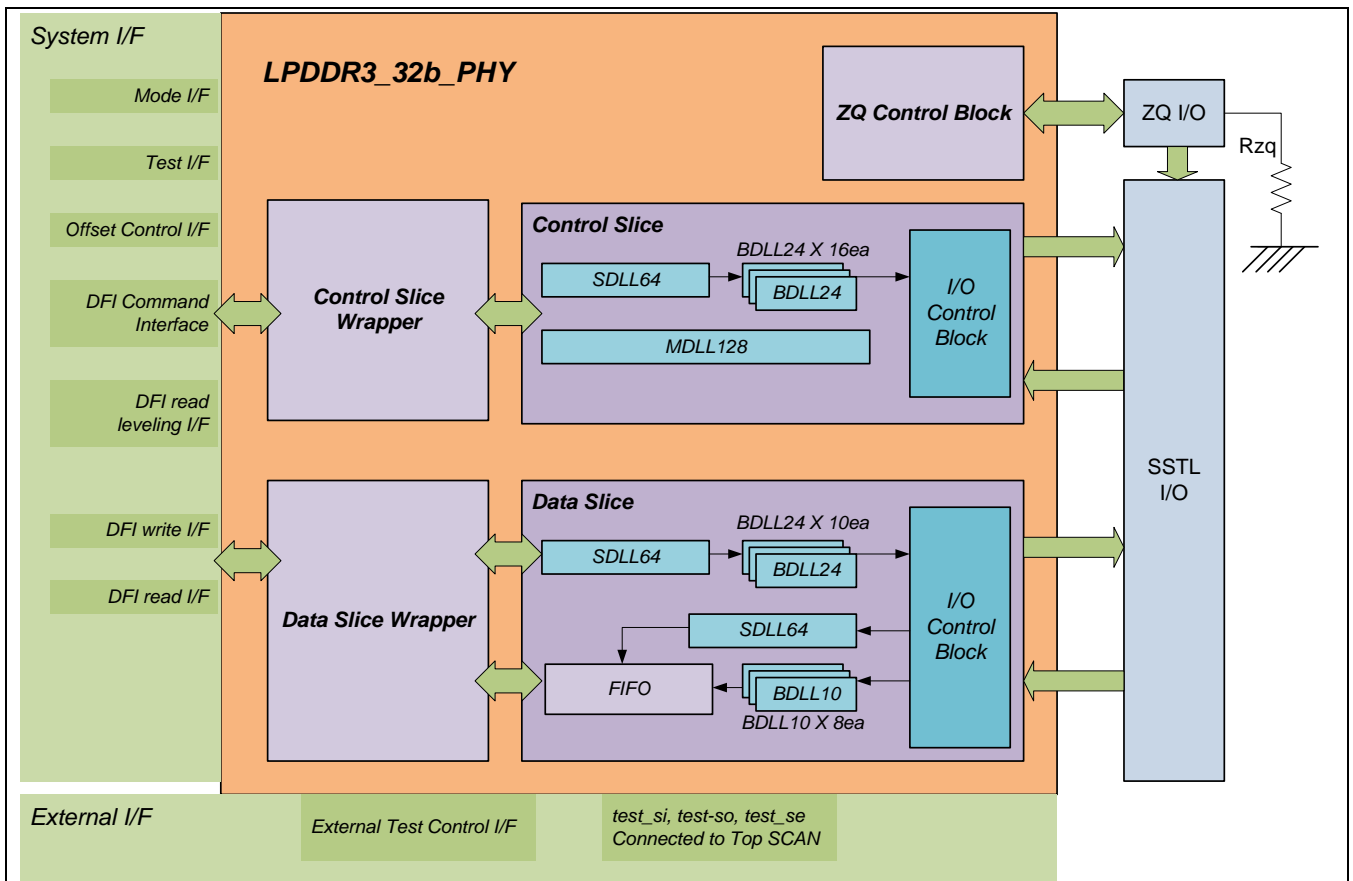 System I/F
Mode I/F
Test I/F
Offset Control I/F
DFI Command
Interface
DFI read
leveling I/F
DFI write I/F
DFI read I/F
LPDDR3_32b_PHY
ZQ Control Block
ZQ I/O
Rzq
Control Slice
Wrapper
Control Slice
BDLL24 X 16ea
SDLL64
BDLL24
MDLL128
I/O
Control
Block
SSTL
I/O
Data Slice Wrapper
Data Slice
BDLL24 X 10ea
SDLL64
BDLL24
SDLL64
FIFO
BDLL10
BDLL10 X 8ea
I/O
Control
Block
External I/F
External Test Control I/F
test_si, test-so, test_se
Connected to Top SCAN